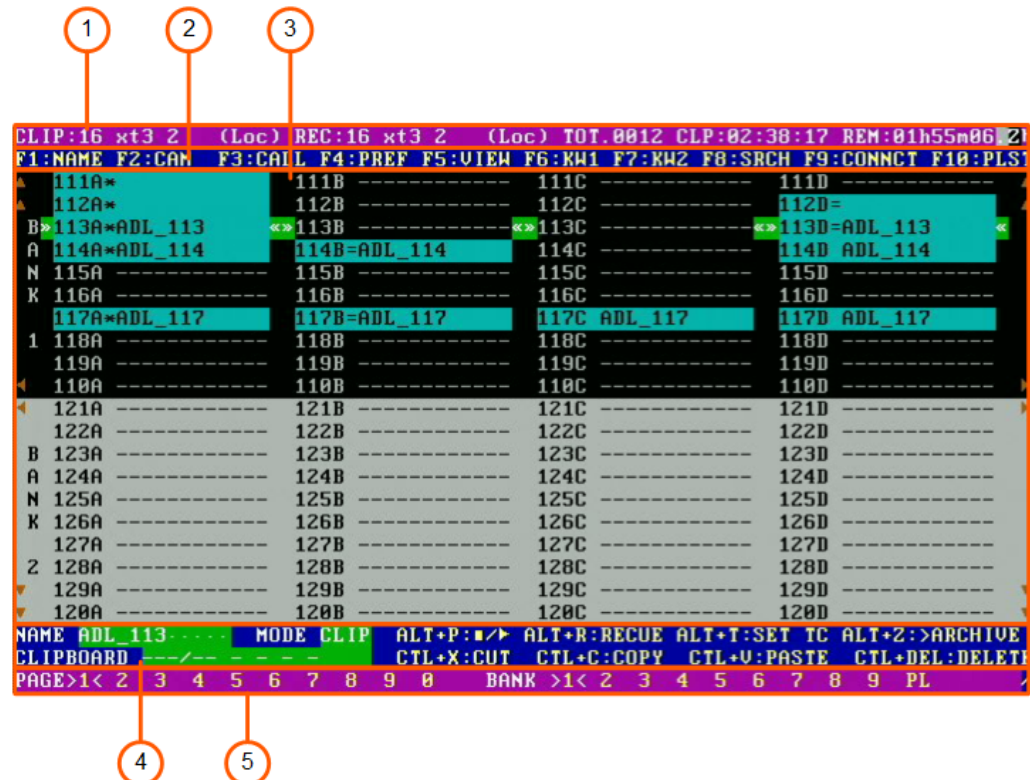 1 2 3
CLIP:16 xt3 2 (Loc) REC:16 xt3 2 (Loc) TOT.0012 CLP:02:38:17 REM:01h55m06
F1:NAME F2:CAM F3:CALL F4:PREF F5:VIEW F6:KW1 F7:KW2 F8:SRCH F9:CONNCT F10:PLST
111A* 111B ------------ 111C ------------ 111D ------------
112A* 112B ------------ 112C ------------ 112D=
B»113A*ADL_113 «»113B ------------ «»113C ------------ «»113D=ADL_113 «
A 114A*ADL_114 114B=ADL_114 114C ------------ 114D ADL_114
N 115A ------------ 115B ------------ 115C ------------ 115D ------------
K 116A ------------ 116B ------------ 116C ------------ 116D ------------
117A*ADL_117 117B=ADL_117 117C ADL_117 117D ADL_117
1 118A ------------ 118B ------------ 118C ------------ 118D ------------
119A ------------ 119B ------------ 119C ------------ 119D ------------
110A ------------ 110B ------------ 110C ------------ 110D ------------
121A ------------ 121B ------------ 121C ------------ 121D ------------
122A ------------ 122B ------------ 122C ------------ 122D ------------
B 123A ------------ 123B ------------ 123C ------------ 123D ------------
A 124A ------------ 124B ------------ 124C ------------ 124D ------------
N 125A ------------ 125B ------------ 125C ------------ 125D ------------
K 126A ------------ 126B ------------ 126C ------------ 126D ------------
127A ------------ 127B ------------ 127C ------------ 127D ------------
2 128A ------------ 128B ------------ 128C ------------ 128D ------------
129A ------------ 129B ------------ 129C ------------ 129D ------------
120A ------------ 120B ------------ 120C ------------ 120D ------------
NAME ADL_113..... MODE CLIP ALT+P:■/▶ ALT+R:RECUE ALT+T:SET TC ALT+Z:>ARCHIVE
CLIPBOARD ---/-- - - - - CTL+X:CUT CTL+C:COPY CTL+V:PASTE CTL+DEL:DELETE
PAGE>1< 2 3 4 5 6 7 8 9 0 BANK >1< 2 3 4 5 6 7 8 9 PL
4 5